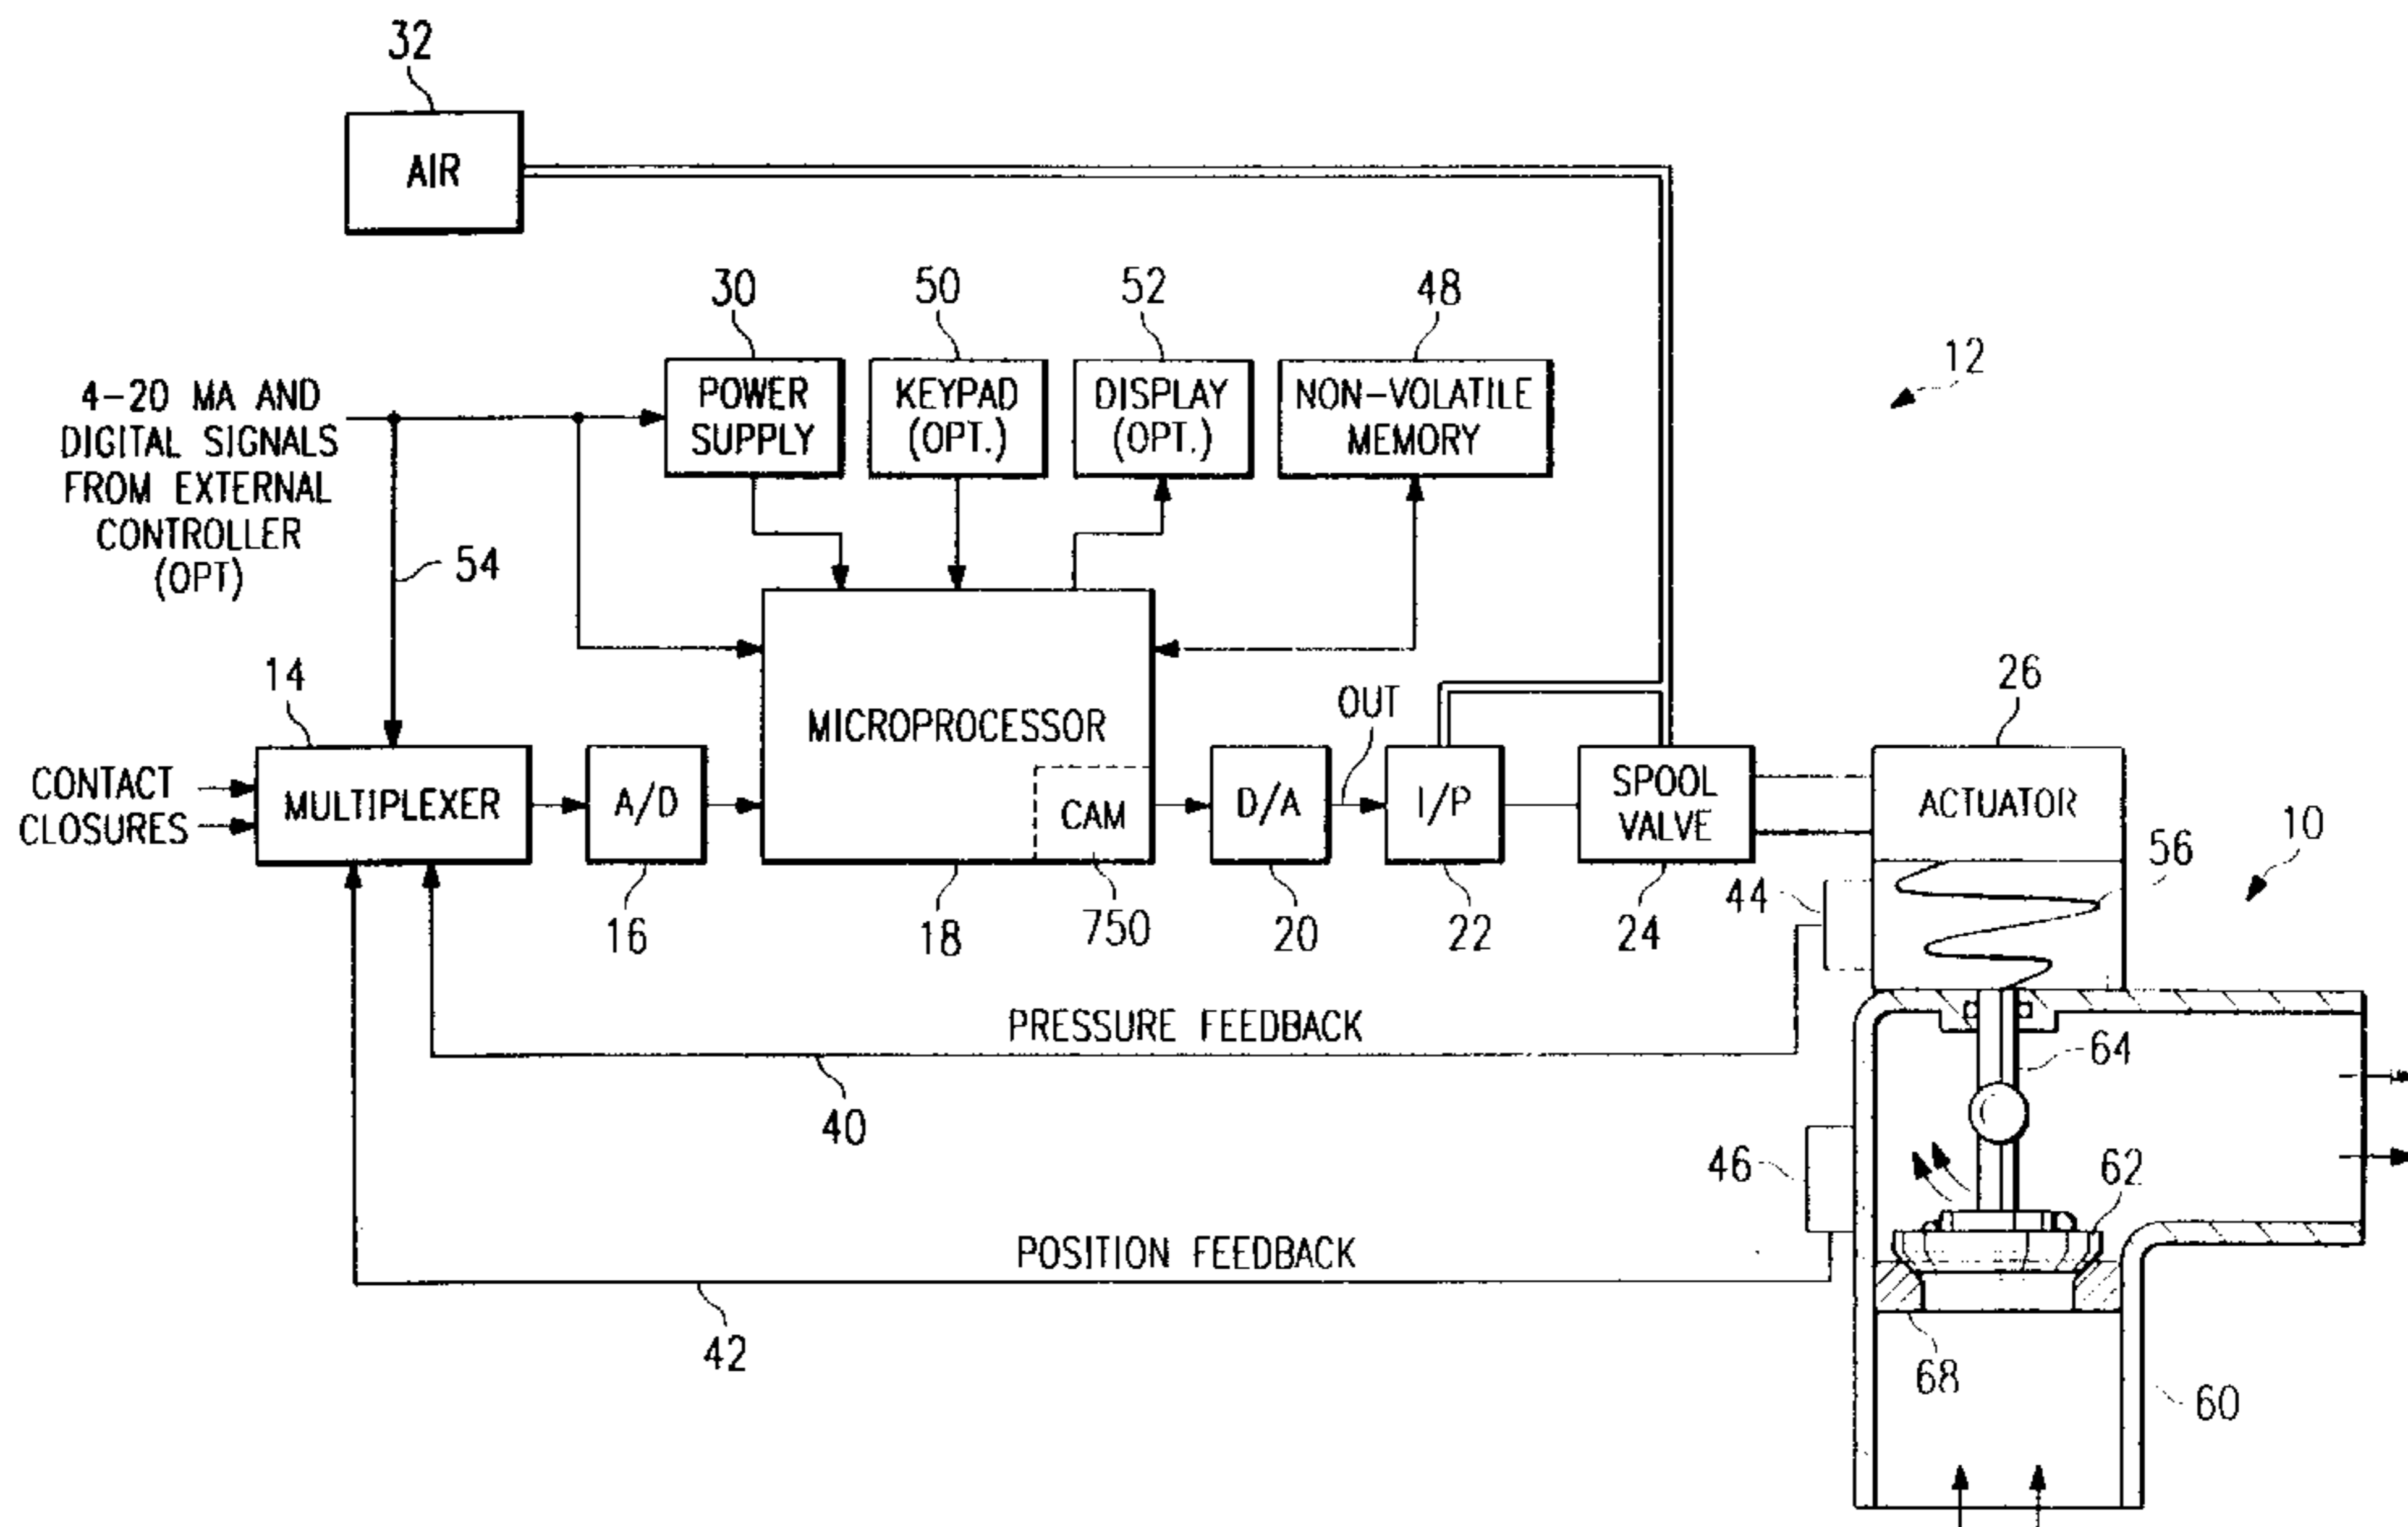 32
AIR
30
50
52
48
12
4-20 MA AND
DIGITAL SIGNALS
FROM EXTERNAL
CONTROLLER
(OPT)
POWER
SUPPLY
KEYPAD
(OPT.)
DISPLAY
(OPT.)
NON-VOLATILE
MEMORY
54
14
26
CONTACT
CLOSURES
MULTIPLEXER
A/D
MICROPROCESSOR
CAM
D/A
OUT
I/P
SPOOL
VALVE
ACTUATOR
10
56
44
16
18
750
20
22
24
PRESSURE FEEDBACK
64
40
46
62
POSITION FEEDBACK
42
68
60